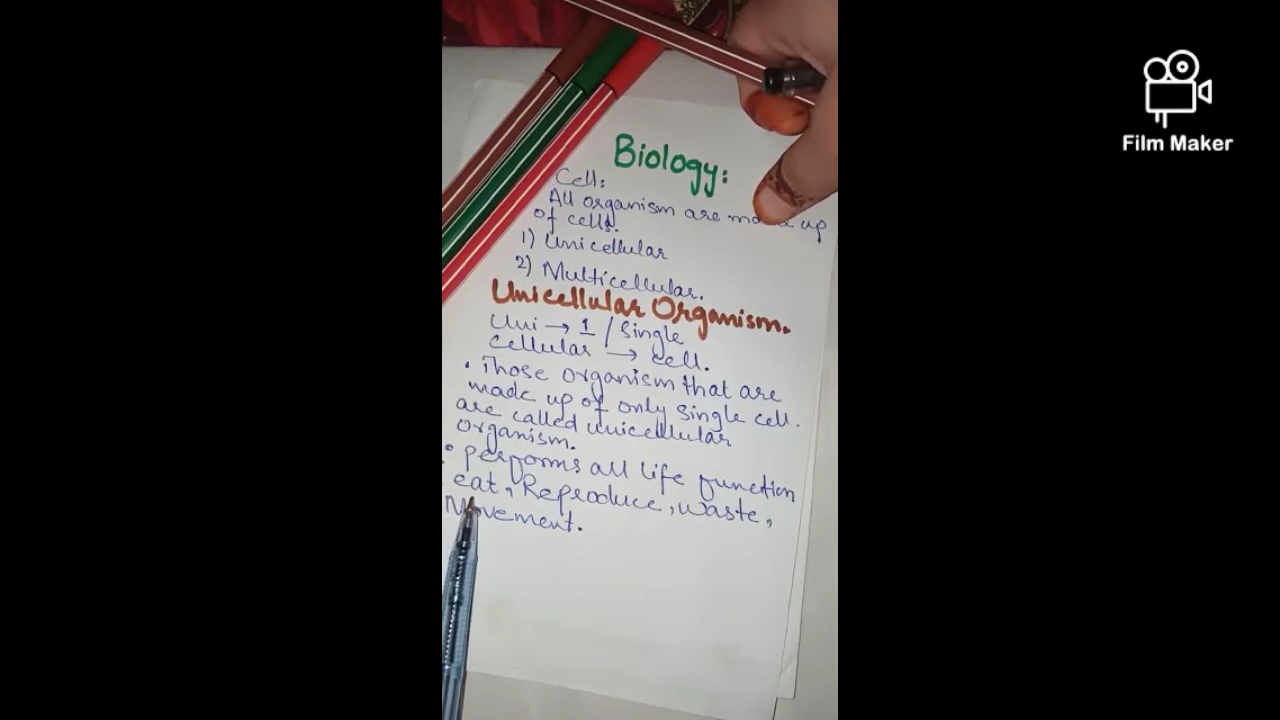 Biology:
Cell:
All organism are made up
of cells.
1) Unicellular
2) Multicellular.
Unicellular Organism.
Uni → 1 / Single
Cellular → cell.
• Those organism that are
made up of only single cell.
are called unicellular
organism.
• performs all life function
eat, Reproduce, waste,
Movement.
Film Maker